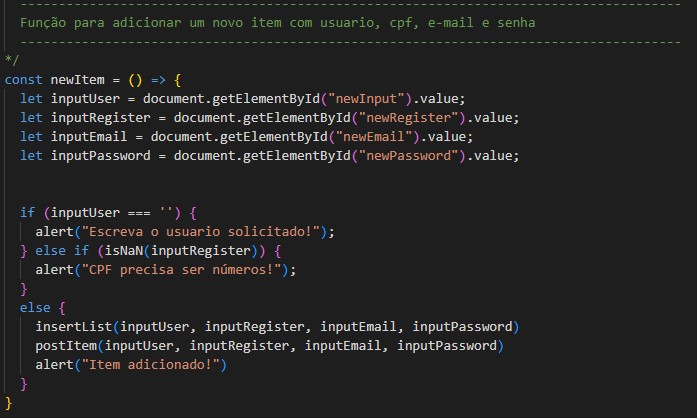 --------------------------------------------------------------------------------------
Função para adicionar um novo item com usuario, cpf, e-mail e senha
--------------------------------------------------------------------------------------
*/
const newItem = () => {
let inputUser = document.getElementById("newInput").value;
let inputRegister = document.getElementById("newRegister").value;
let inputEmail = document.getElementById("newEmail").value;
let inputPassword = document.getElementById("newPassword").value;
if (inputUser === '') {
alert("Escreva o usuario solicitado!");
} else if (isNaN(inputRegister)) {
alert("CPF precisa ser números!");
}
else {
insertList(inputUser, inputRegister, inputEmail, inputPassword)
postItem(inputUser, inputRegister, inputEmail, inputPassword)
alert("Item adicionado!")
}
}